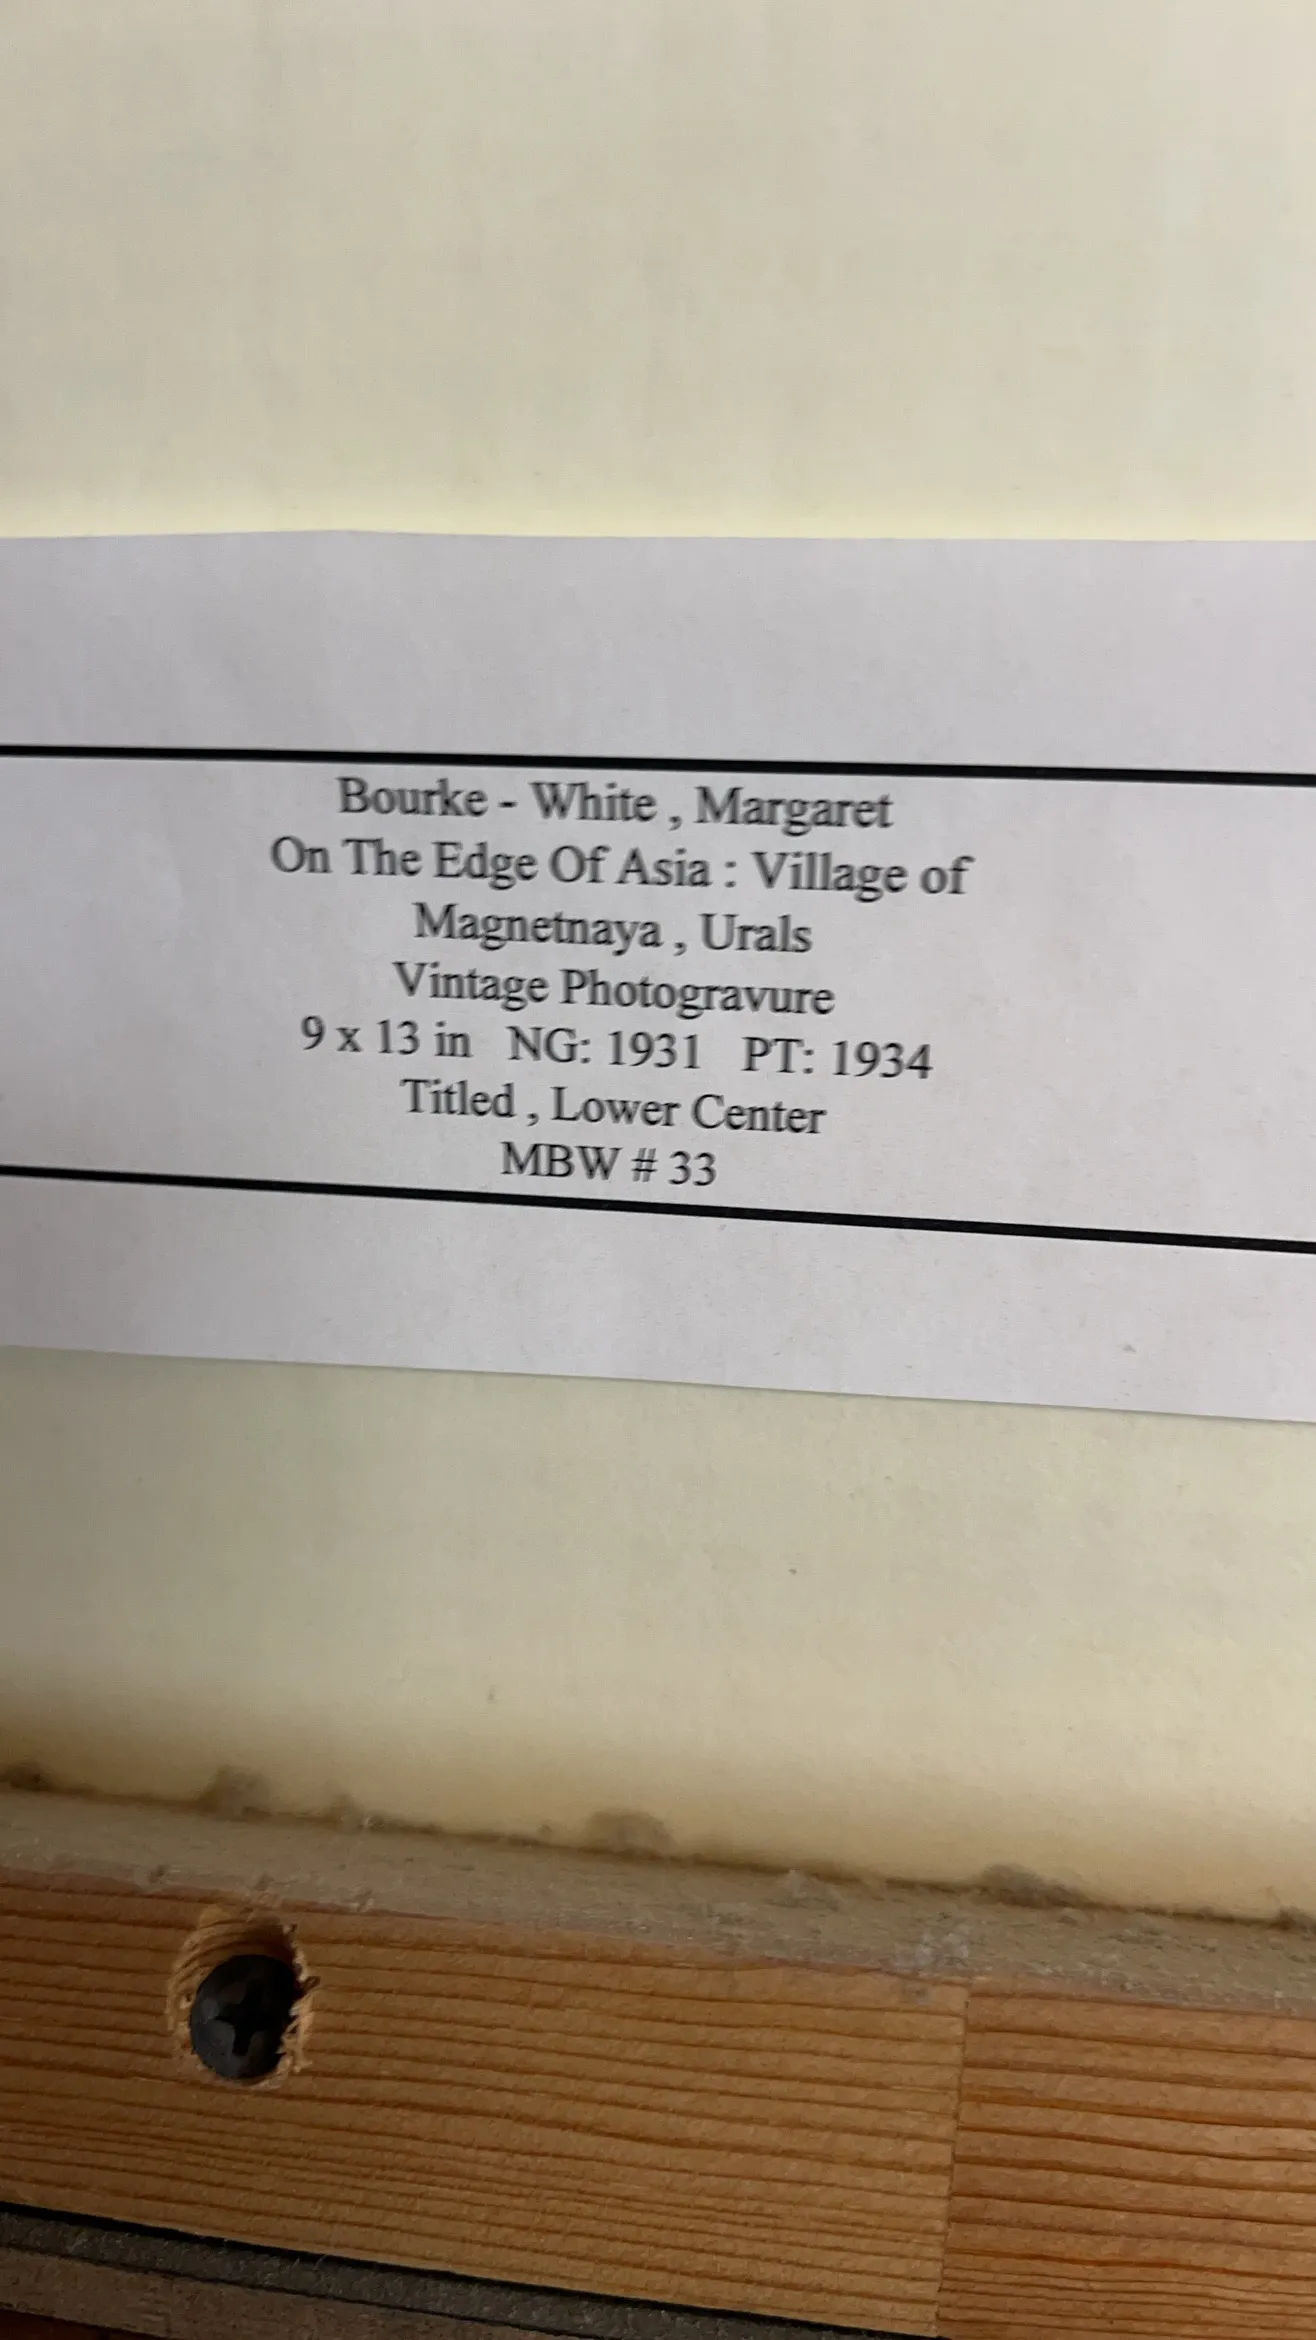 Bourke - White , Margaret
On The Edge Of Asia : Village of
Magnetnaya , Urals
Vintage Photogravure
9 x 13 in NG: 1931 PT: 1934
Titled , Lower Center
MBW # 33